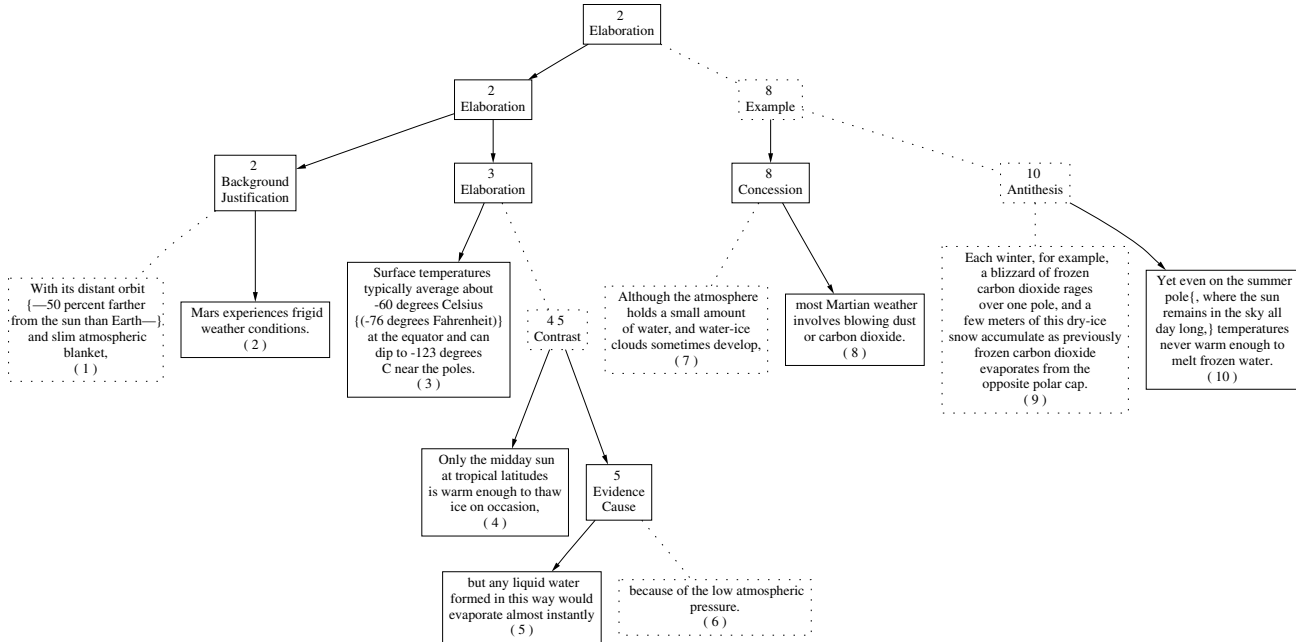 2
Elaboration
2
Elaboration
8
Example
2
Background
Justification
3
Elaboration
8
Concession
10
Antithesis
With its distant orbit
{—50 percent farther
from the sun than Earth—}
and slim atmospheric
blanket,
( 1 )
Mars experiences frigid
weather conditions.
( 2 )
Surface temperatures
typically average about
-60 degrees Celsius
{(-76 degrees Fahrenheit)}
at the equator and can
dip to -123 degrees
C near the poles.
( 3 )
4 5
Contrast
Although the atmosphere
holds a small amount
of water, and water-ice
clouds sometimes develop,
( 7 )
most Martian weather
involves blowing dust
or carbon dioxide.
( 8 )
Each winter, for example,
a blizzard of frozen
carbon dioxide rages
over one pole, and a
few meters of this dry-ice
snow accumulate as previously
frozen carbon dioxide
evaporates from the
opposite polar cap.
( 9 )
Yet even on the summer
pole{, where the sun
remains in the sky all
day long,} temperatures
never warm enough to
melt frozen water.
( 10 )
Only the midday sun
at tropical latitudes
is warm enough to thaw
ice on occasion,
( 4 )
5
Evidence
Cause
but any liquid water
formed in this way would
evaporate almost instantly
( 5 )
because of the low atmospheric
pressure.
( 6 )